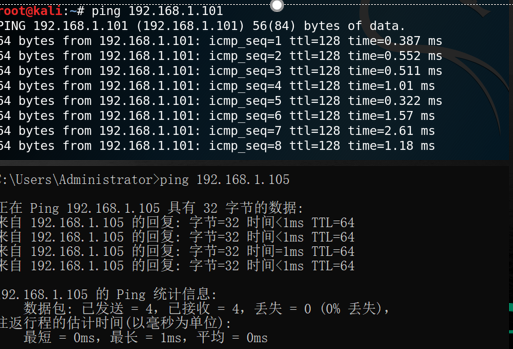 root@kali:~# ping 192.168.1.101
PING 192.168.1.101 (192.168.1.101) 56(84) bytes of data.
64 bytes from 192.168.1.101: icmp_seq=1 ttl=128 time=0.387 ms
64 bytes from 192.168.1.101: icmp_seq=2 ttl=128 time=0.552 ms
64 bytes from 192.168.1.101: icmp_seq=3 ttl=128 time=0.511 ms
64 bytes from 192.168.1.101: icmp_seq=4 ttl=128 time=1.01 ms
64 bytes from 192.168.1.101: icmp_seq=5 ttl=128 time=0.322 ms
64 bytes from 192.168.1.101: icmp_seq=6 ttl=128 time=1.57 ms
64 bytes from 192.168.1.101: icmp_seq=7 ttl=128 time=2.61 ms
64 bytes from 192.168.1.101: icmp_seq=8 ttl=128 time=1.18 ms
C:\Users\Administrator>ping 192.168.1.105
正在 Ping 192.168.1.105 具有 32 字节的数据:
来自 192.168.1.105 的回复: 字节=32 时间<1ms TTL=64
来自 192.168.1.105 的回复: 字节=32 时间<1ms TTL=64
来自 192.168.1.105 的回复: 字节=32 时间<1ms TTL=64
来自 192.168.1.105 的回复: 字节=32 时间<1ms TTL=64
192.168.1.105 的 Ping 统计信息:
数据包: 已发送 = 4，已接收 = 4，丢失 = 0 (0% 丢失)，
往返行程的估计时间(以毫秒为单位):
最短 = 0ms，最长 = 1ms，平均 = 0ms